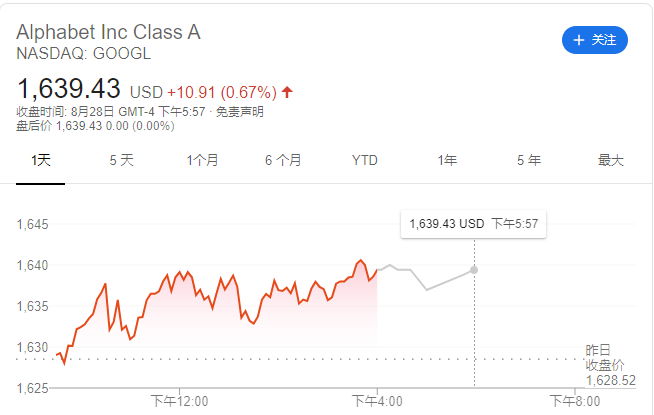 Alphabet Inc Class A
NASDAQ: GOOGL
+ 关注
1,639.43 USD +10.91 (0.67%)
收盘时间: 8月28日 GMT-4 下午5:57 · 免责声明
盘后价 1,639.43 0.00 (0.00%)
1天 5 天 1个月 6 个月 YTD 1年 5 年 最大
1,639.43 USD 下午5:57
1,645
1,640
1,635
1,630
1,625
昨日
收盘价
1,628.52
下午12:00 下午4:00 下午8:00